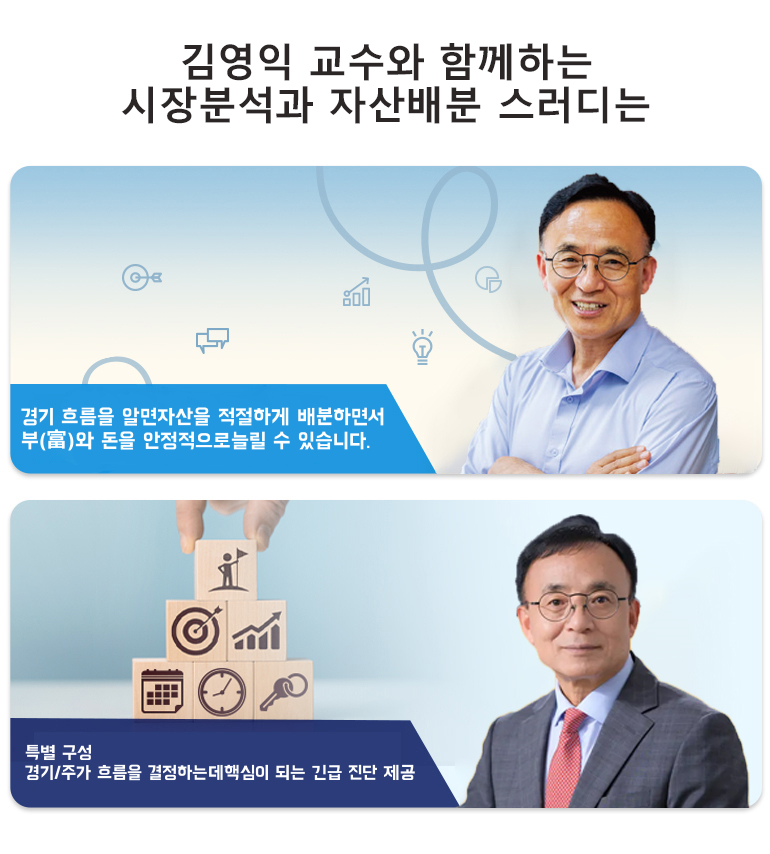 김영익 교수와 함께하는
시장분석과 자산배분 스러디는
경기 흐름을 알면자산을 적절하게 배분하면서
부(富)와 돈을 안정적으로늘릴 수 있습니다.
특별 구성
경기/주가 흐름을 결정하는데핵심이 되는 긴급 진단 제공